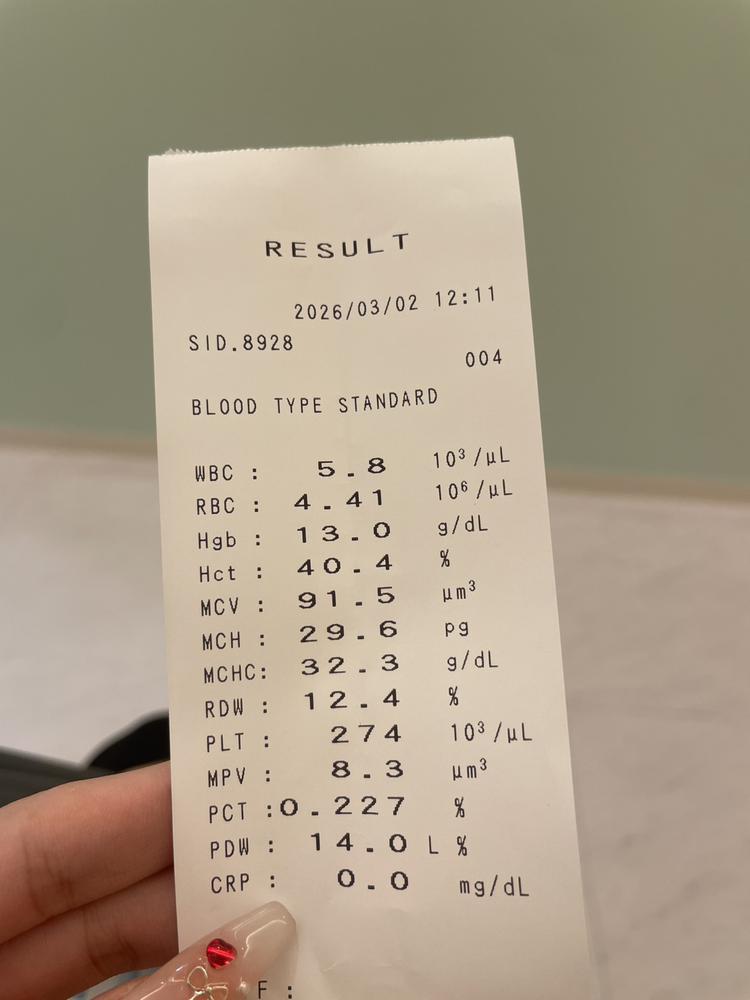 RESULT
2026/03/02 12:11
SID.8928
004
BLOOD TYPE STANDARD
WBC : 5.8 10³/µL
RBC : 4.41 10⁶/µL
Hgb : 13.0 g/dL
Hct : 40.4 %
MCV : 91.5 µm³
MCH : 29.6 pg
MCHC: 32.3 g/dL
RDW : 12.4 %
PLT : 274 10³/µL
MPV : 8.3 µm³
PCT :0.227 %
PDW : 14.0 L %
CRP : 0.0 mg/dL
F :